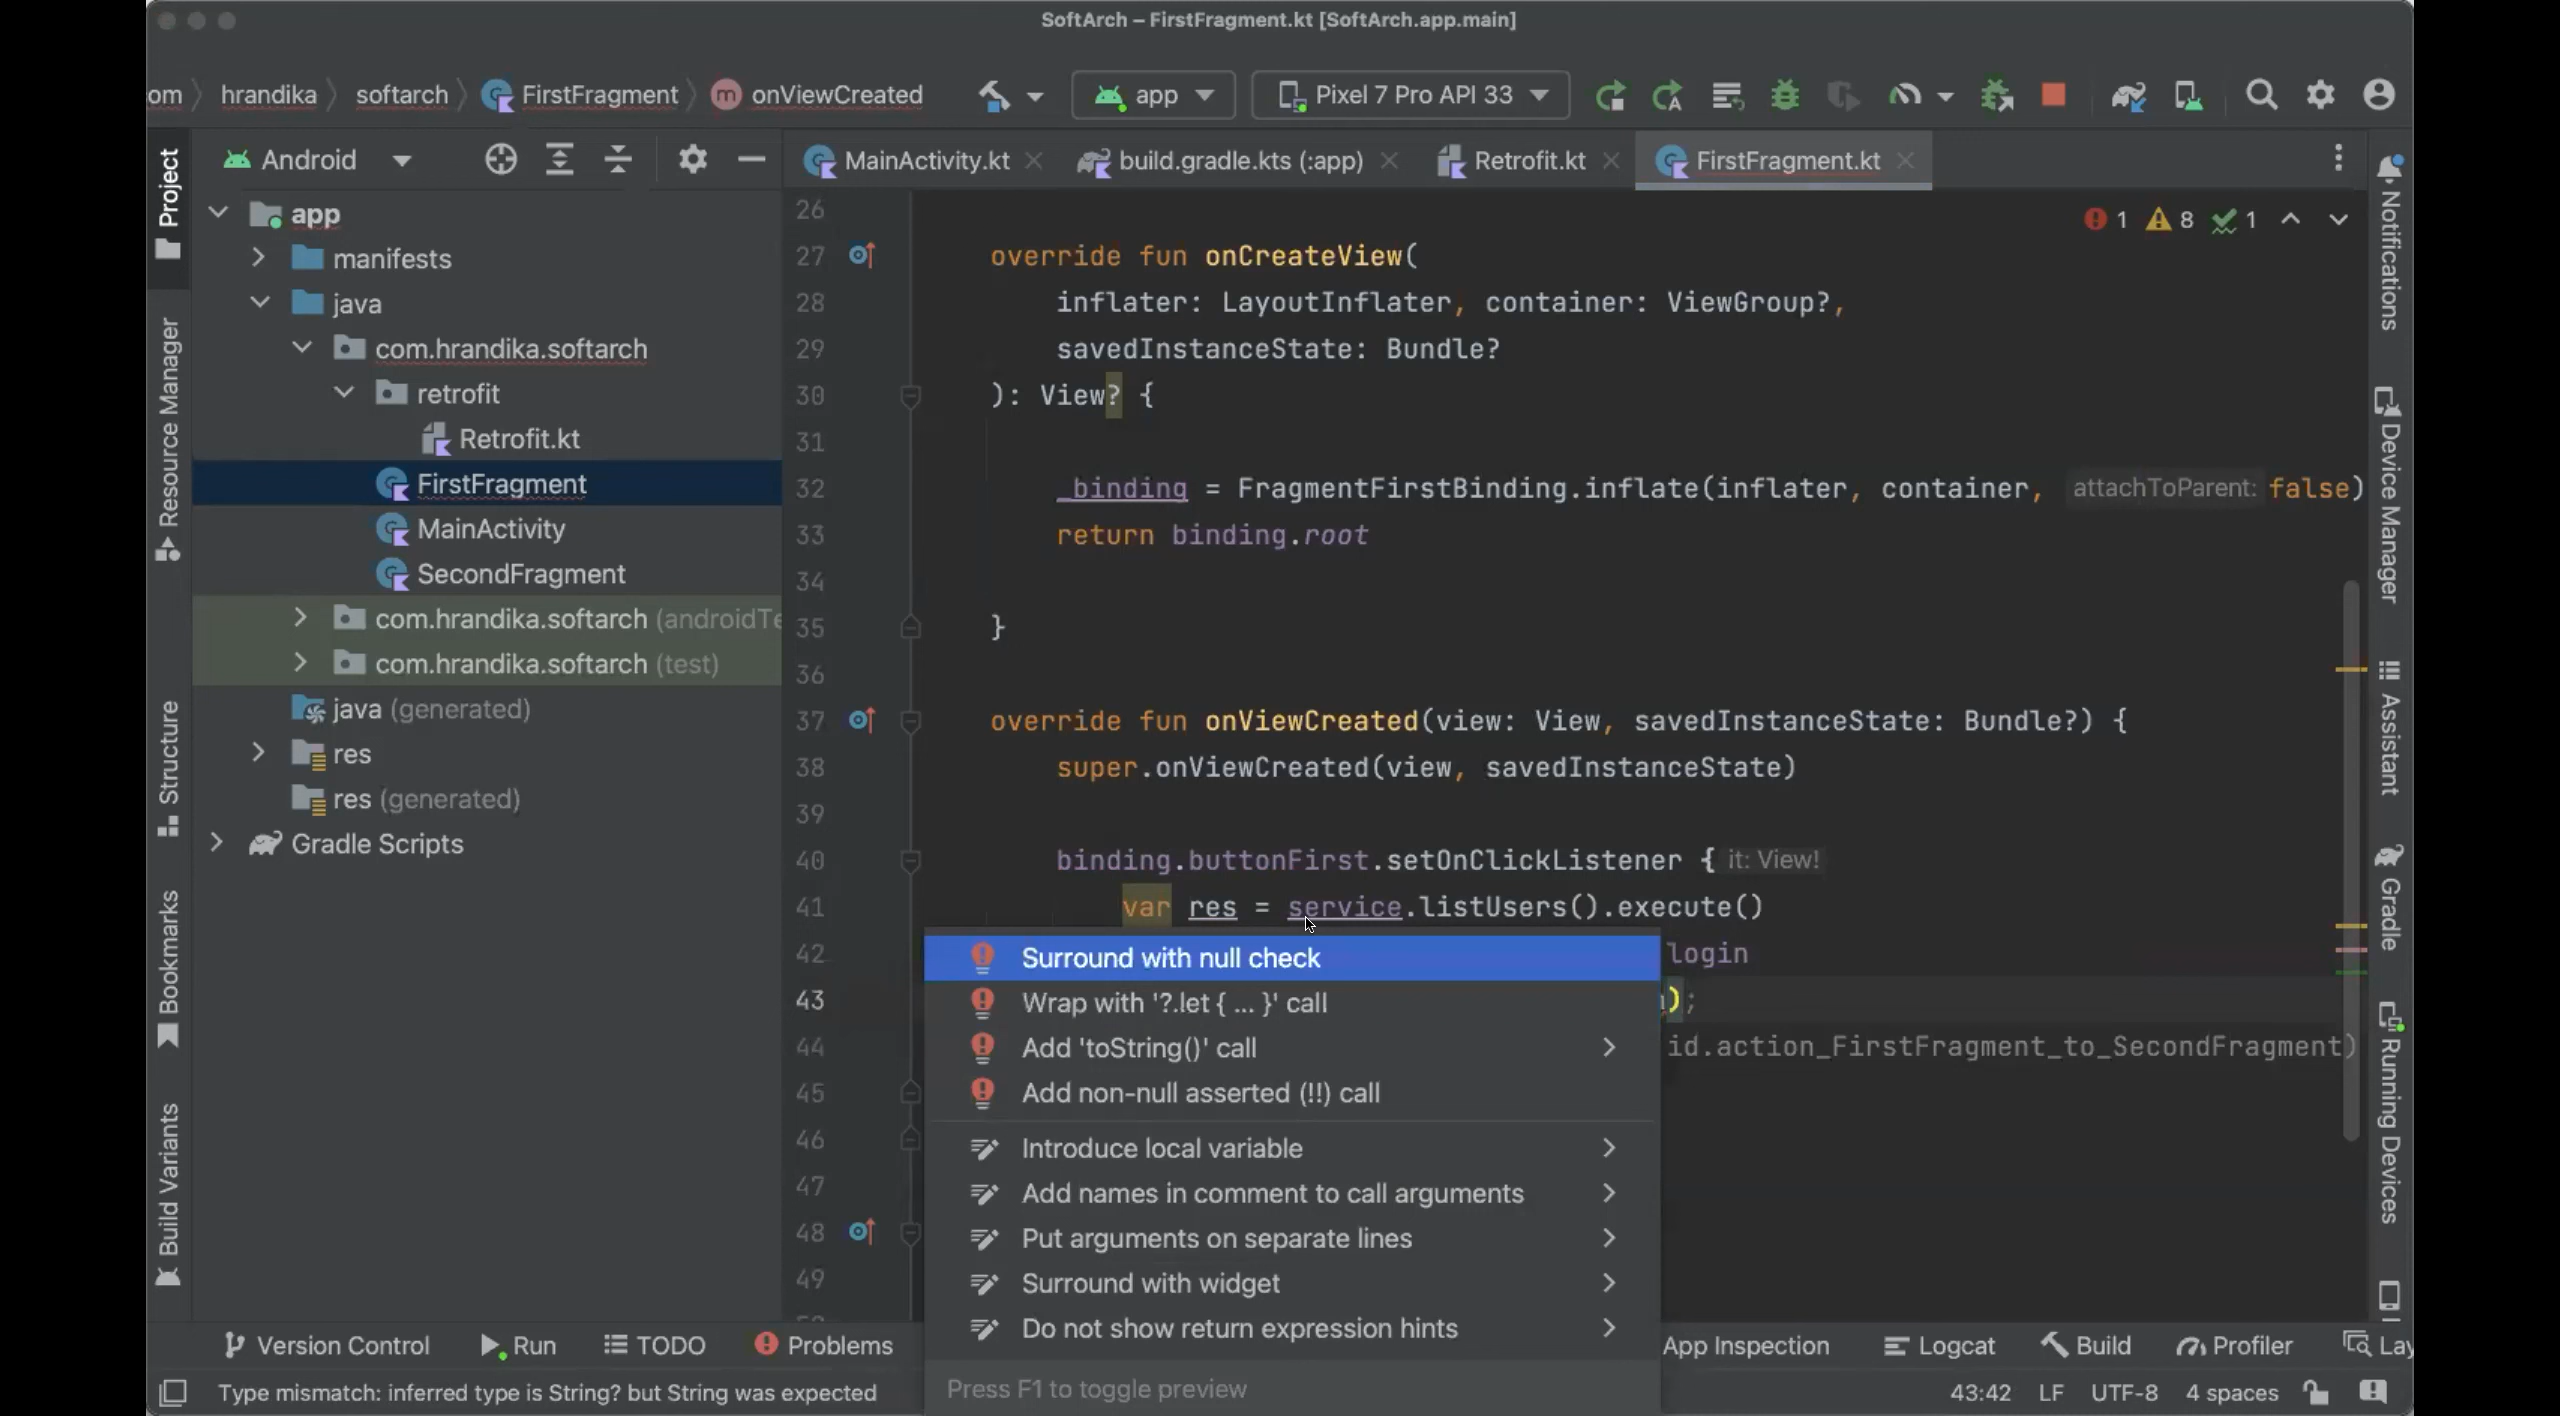 SoftArch – FirstFragment.kt [SoftArch.app.main]
om hrandika softarch FirstFragment onViewCreated app Pixel 7 Pro API 33
Android
MainActivity.kt build.gradle.kts (:app) Retrofit.kt FirstFragment.kt
Project
Resource Manager
Structure
Bookmarks
Build Variants
app
manifests
java
com.hrandika.softarch
retrofit
Retrofit.kt
FirstFragment
MainActivity
SecondFragment
com.hrandika.softarch (androidTe
com.hrandika.softarch (test)
java (generated)
res
res (generated)
Gradle Scripts
1 8 1
26
27 override fun onCreateView(
28 inflater: LayoutInflater, container: ViewGroup?,
29 savedInstanceState: Bundle?
30 ): View? {
31
32 _binding = FragmentFirstBinding.inflate(inflater, container, attachToParent: false)
33 return binding.root
34
35 }
36
37 override fun onViewCreated(view: View, savedInstanceState: Bundle?) {
38 super.onViewCreated(view, savedInstanceState)
39
40 binding.buttonFirst.setOnClickListener { it: View!
41 var res = service.listUsers().execute()
42 login
43 );
44 id.action_FirstFragment_to_SecondFragment)
45
46
47
48
49
Surround with null check
Wrap with '?.let { ... }' call
Add 'toString()' call
Add non-null asserted (!!) call
Introduce local variable
Add names in comment to call arguments
Put arguments on separate lines
Surround with widget
Do not show return expression hints
Press F1 to toggle preview
Notifications
Device Manager
Assistant
Gradle
Running Devices
Version Control Run TODO Problems App Inspection Logcat Build Profiler Lay
Type mismatch: inferred type is String? but String was expected 43:42 LF UTF-8 4 spaces